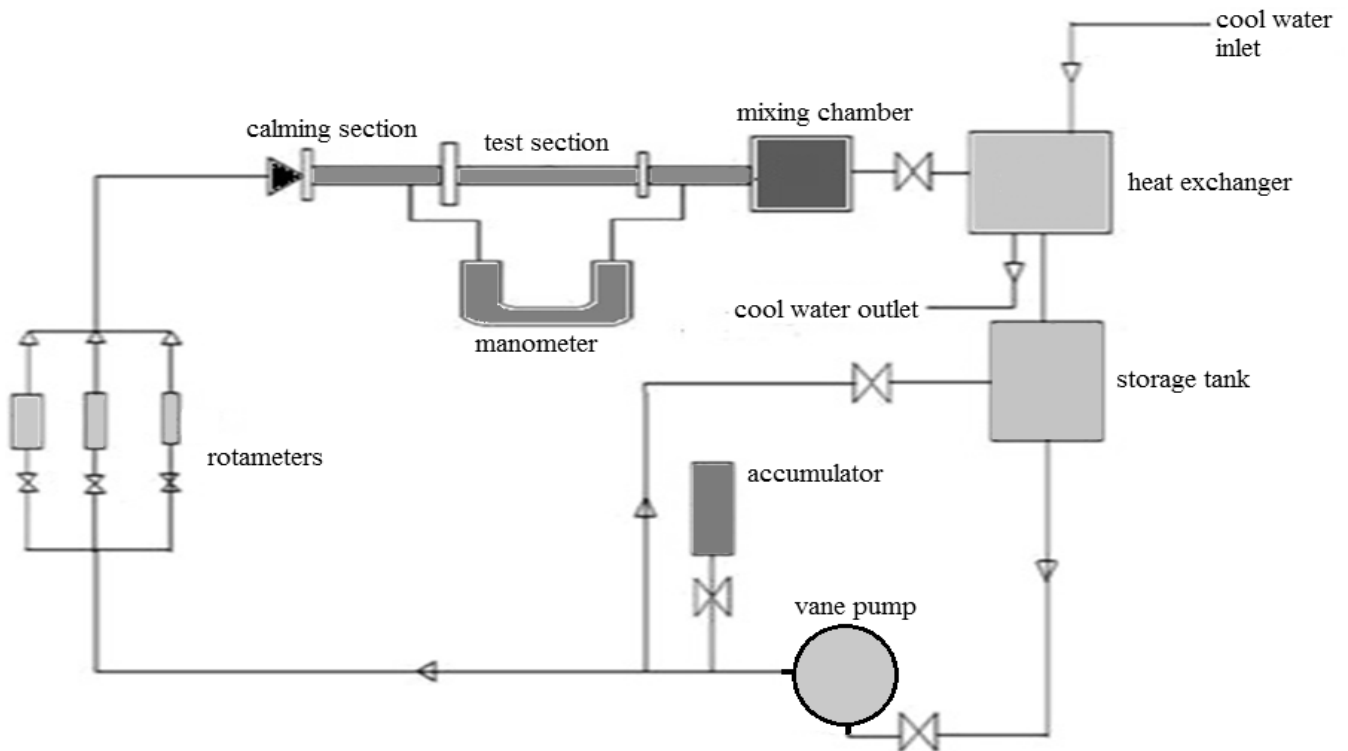 cool water
inlet
mixing chamber
calming section
test section
heat exchanger
cool water outlet
manometer
storage tank
rotameters
accumulator
vane pump